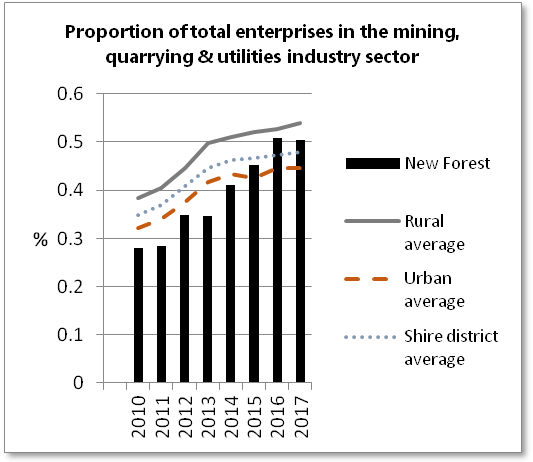 Proportion of total enterprises in the mining,
quarrying & utilities industry sector
0.6
0.5
0.4
0.3
0.2
0.1
0
%
2010
2011
2012
2013
2014
2015
2016
2017
New Forest
Rural
average
Urban
average
Shire district
average